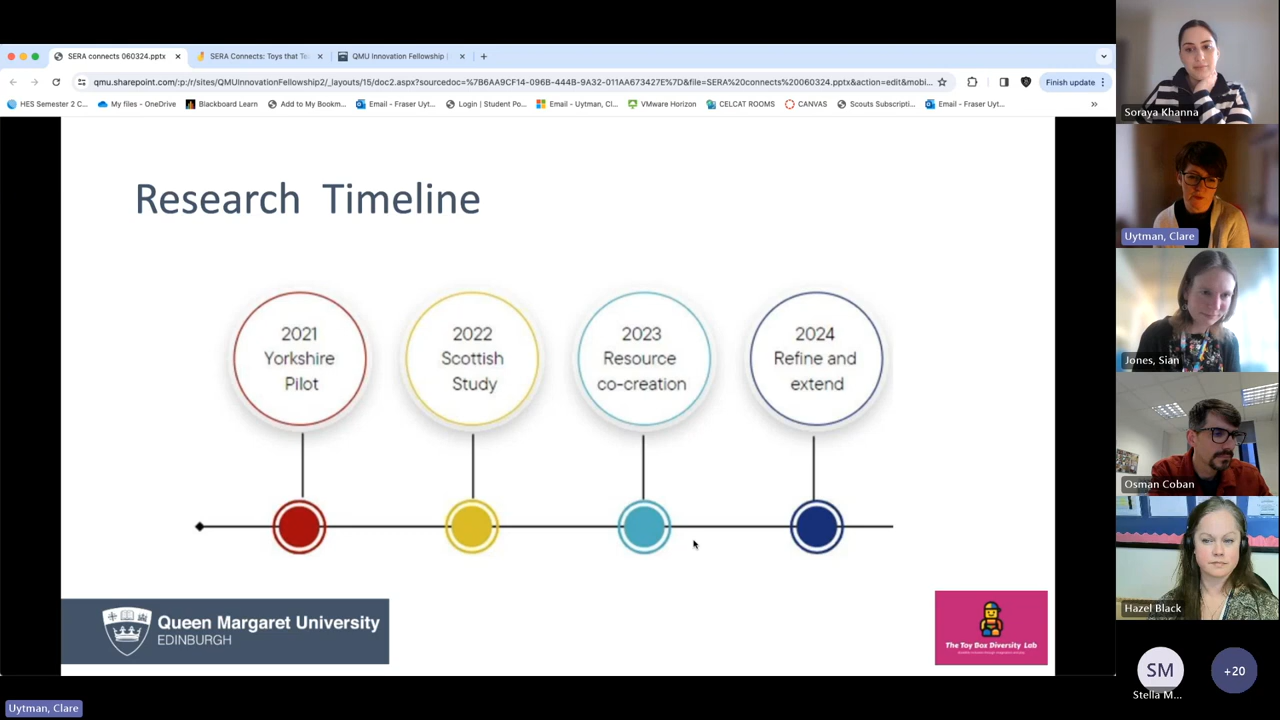 SERA connects 060324.pptx
SERA Connects: Toys that Te
QMU Innovation Fellowship |
qmu.sharepoint.com/:p:/r/sites/QMUInnovationFellowship2/_layouts/15/doc2.aspx?sourcedoc=%7B6AA9CF14-096B-444B-9A32-011AA673427E%7D&file=SERA%20connects%20060324.pptx&action=edit&mobi...
Finish update
HES Semester 2 C...
My files - OneDrive
Blackboard Learn
Add to My Bookm...
Email - Fraser Uyt...
Login | Student Po...
Email - Uytman, Cl...
VMware Horizon
CELCAT ROOMS
CANVAS
Scouts Subscripti...
Email - Fraser Uyt...
Research Timeline
2021
Yorkshire
Pilot
2022
Scottish
Study
2023
Resource
co-creation
2024
Refine and
extend
Queen Margaret University
EDINBURGH
The Toy Box Diversity Lab
Soraya Khanna
Uytman, Clare
Jones, Sian
Osman Coban
Hazel Black
SM
Stella M...
+20
Uytman, Clare